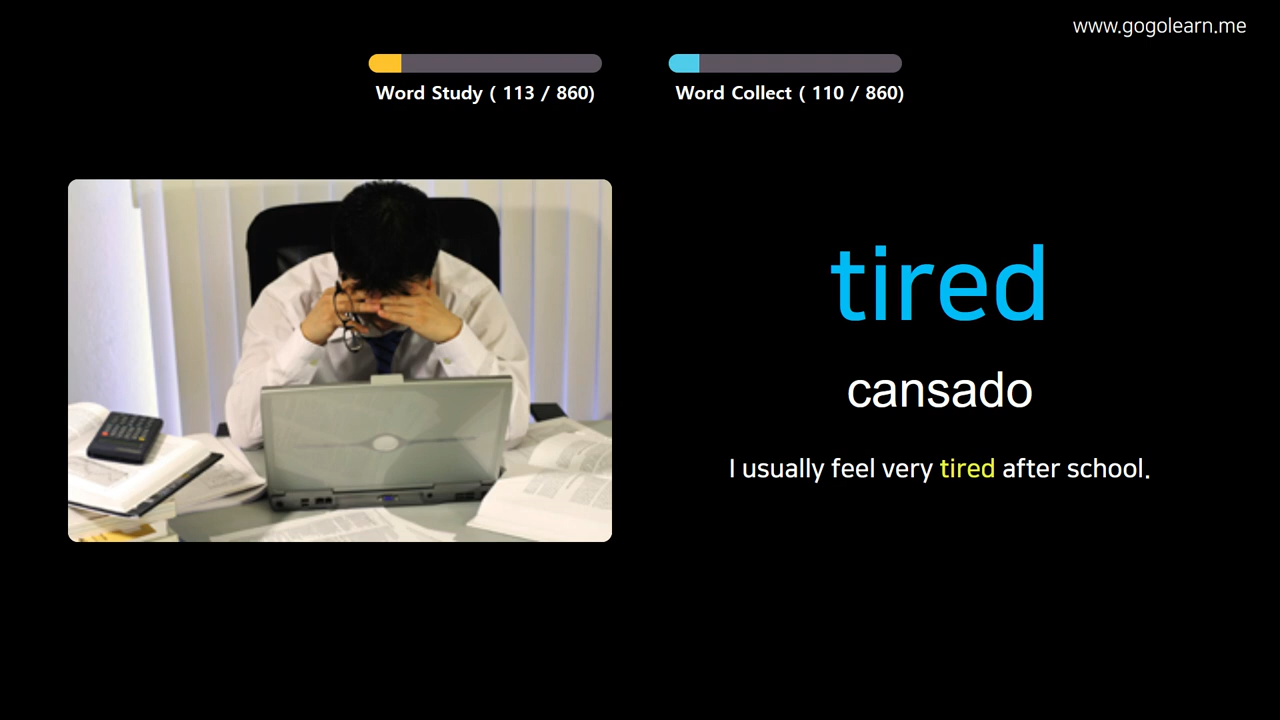 www.gogolearn.me
Word Study ( 113 / 860)
Word Collect ( 110 / 860)
tired
cansado
I usually feel very tired after school.